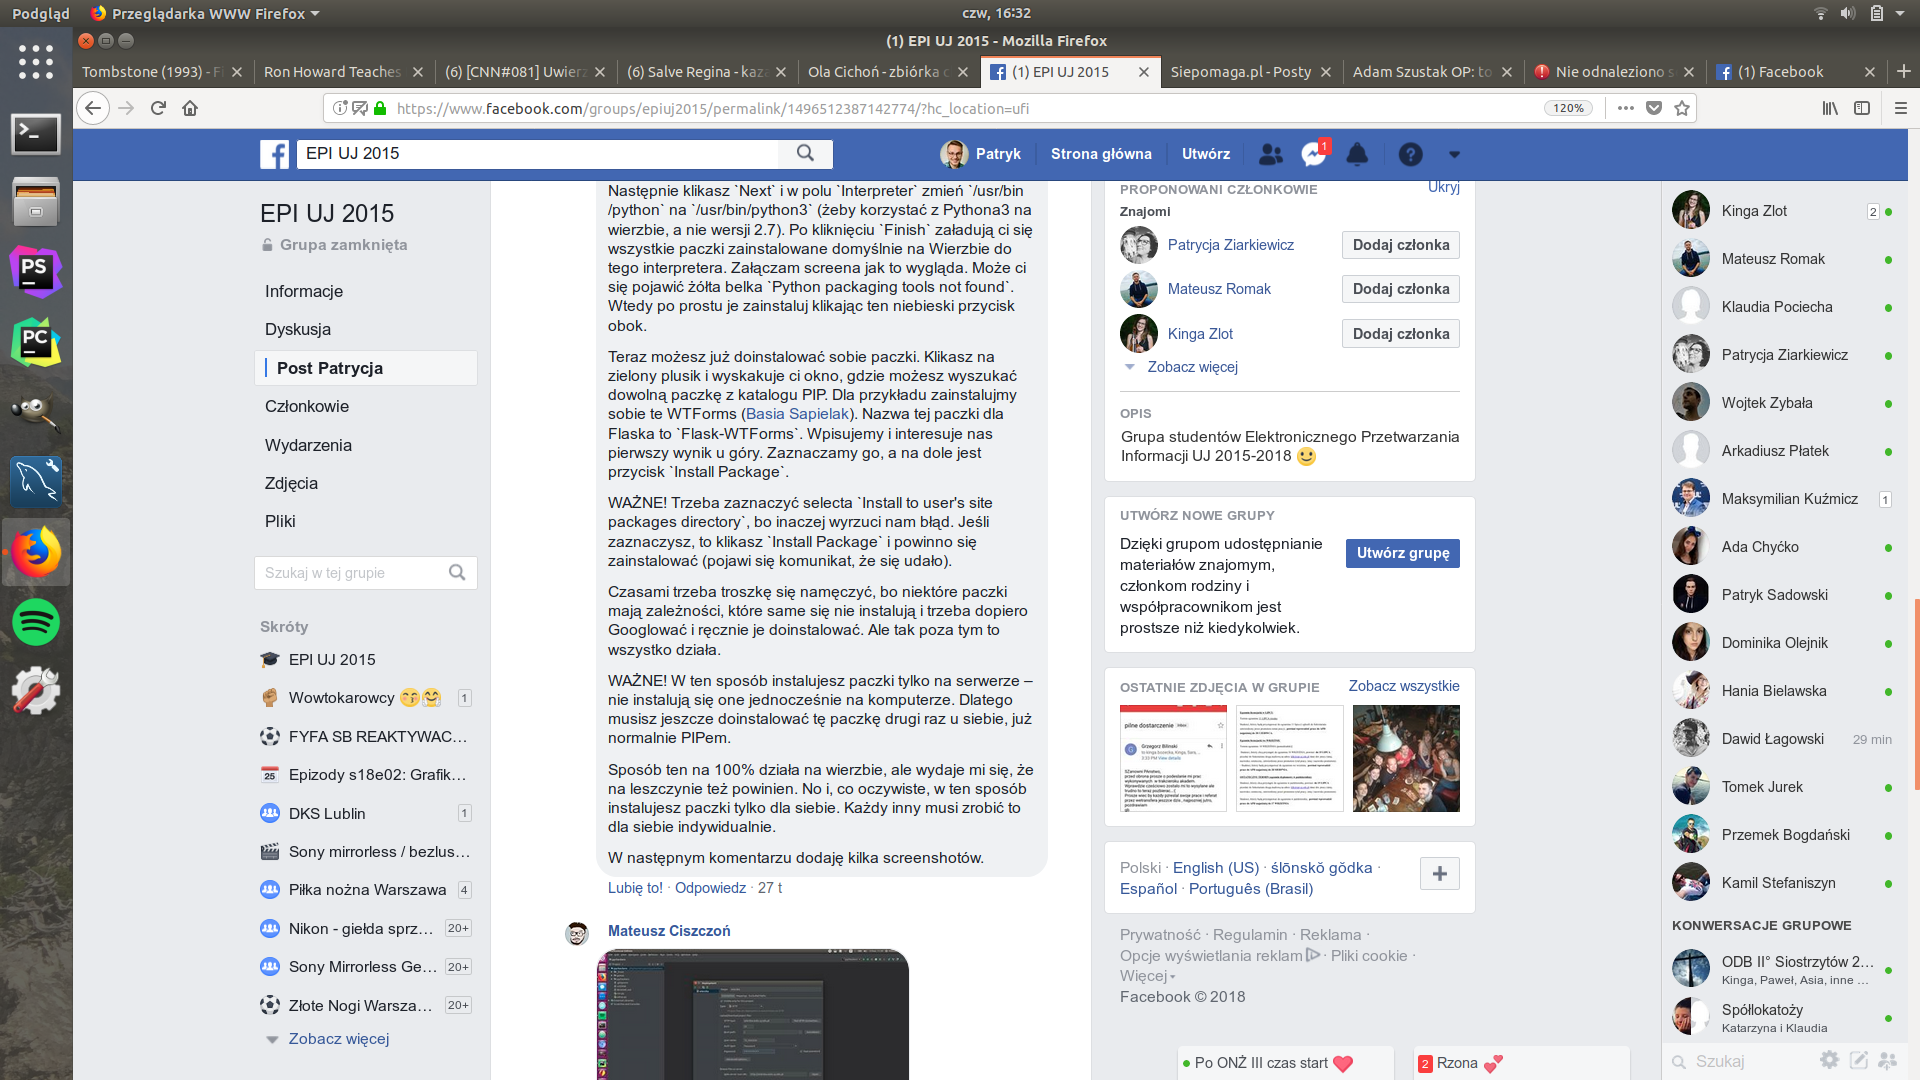 Podgląd
Przeglądarka WWW Firefox
czw, 16:32
(1) EPI UJ 2015 - Mozilla Firefox
Tombstone (1993) - F
Ron Howard Teaches
(6) [CNN#081] Uwierz
(6) Salve Regina - kaza
Ola Cichoń - zbiórka
(1) EPI UJ 2015
Siepomaga.pl - Posty
Adam Szustak OP: to
Nie odnaleziono s
(1) Facebook
https://www.facebook.com/groups/epiuj2015/permalink/1496512387142774/?hc_location=ufi
120%
EPI UJ 2015
Patryk
Strona główna
Utwórz
1
EPI UJ 2015
Grupa zamknięta
Informacje
Dyskusja
Post Patrycja
Członkowie
Wydarzenia
Zdjęcia
Pliki
Szukaj w tej grupie
Skróty
EPI UJ 2015
Wowtokarowcy 😚🤗 1
FYFA SB REAKTYWAC...
Epizody s18e02: Grafik...
DKS Lublin 1
Sony mirrorless / bezlus...
Piłka nożna Warszawa 4
Nikon - giełda sprz... 20+
Sony Mirrorless Ge... 20+
Złote Nogi Warsza... 20+
Zobacz więcej
Następnie klikasz `Next` i w polu `Interpreter` zmień `/usr/bin
/python` na `/usr/bin/python3` (żeby korzystać z Pythona3 na
wierzbie, a nie wersji 2.7). Po kliknięciu `Finish` załadują ci się
wszystkie paczki zainstalowane domyślnie na Wierzbie do
tego interpretera. Załączam screena jak to wygląda. Może ci
się pojawić żółta belka `Python packaging tools not found`.
Wtedy po prostu je zainstaluj klikając ten niebieski przycisk
obok.
Teraz możesz już doinstalować sobie paczki. Klikasz na
zielony plusik i wyskakuje ci okno, gdzie możesz wyszukać
dowolną paczkę z katalogu PIP. Dla przykładu zainstalujmy
sobie te WTForms (Basia Sapielak). Nazwa tej paczki dla
Flaska to `Flask-WTForms`. Wpisujemy i interesuje nas
pierwszy wynik u góry. Zaznaczamy go, a na dole jest
przycisk `Install Package`.
WAŻNE! Trzeba zaznaczyć selecta `Install to user's site
packages directory`, bo inaczej wyrzuci nam błąd. Jeśli
zaznaczysz, to klikasz `Install Package` i powinno się
zainstalować (pojawi się komunikat, że się udało).
Czasami trzeba troszkę się namęczyć, bo niektóre paczki
mają zależności, które same się nie instalują i trzeba dopiero
Googlować i ręcznie je doinstalować. Ale tak poza tym to
wszystko działa.
WAŻNE! W ten sposób instalujesz paczki tylko na serwerze –
nie instalują się one jednocześnie na komputerze. Dlatego
musisz jeszcze doinstalować tę paczkę drugi raz u siebie, już
normalnie PIPem.
Sposób ten na 100% działa na wierzbie, ale wydaje mi się, że
na leszczynie też powinien. No i, co oczywiste, w ten sposób
instalujesz paczki tylko dla siebie. Każdy inny musi zrobić to
dla siebie indywidualnie.
W następnym komentarzu dodaję kilka screenshotów.
Lubię to! · Odpowiedz · 27 t
Mateusz Ciszczoń
PROPONOWANI CZŁONKOWIE
Ukryj
Znajomi
Patrycja Ziarkiewicz
Dodaj członka
Mateusz Romak
Dodaj członka
Kinga Zlot
Dodaj członka
Zobacz więcej
OPIS
Grupa studentów Elektronicznego Przetwarzania
Informacji UJ 2015-2018 🙂
UTWÓRZ NOWE GRUPY
Dzięki grupom udostępnianie
materiałów znajomym,
członkom rodziny i
współpracownikom jest
prostsze niż kiedykolwiek.
Utwórz grupę
OSTATNIE ZDJĘCIA W GRUPIE
Zobacz wszystkie
pilne dostarczenie
Grzegorz Bilinski
Polski · English (US) · ślōnskŏ gŏdka ·
Español · Português (Brasil)
Prywatność · Regulamin · Reklama ·
Opcje wyświetlania reklam · Pliki cookie ·
Więcej
Facebook © 2018
Po ONŻ III czas start ❤️
2 Rzona 💕
Kinga Zlot 2
Mateusz Romak
Klaudia Pociecha
Patrycja Ziarkiewicz
Wojtek Zybała
Arkadiusz Płatek
Maksymilian Kuźmicz 1
Ada Chyćko
Patryk Sadowski
Dominika Olejnik
Hania Bielawska
Dawid Łagowski 29 min
Tomek Jurek
Przemek Bogdański
Kamil Stefaniszyn
KONWERSACJE GRUPOWE
ODB II° Siostrzytów 2...
Kinga, Paweł, Asia, inne ...
Spółlokatoży
Katarzyna i Klaudia
Szukaj